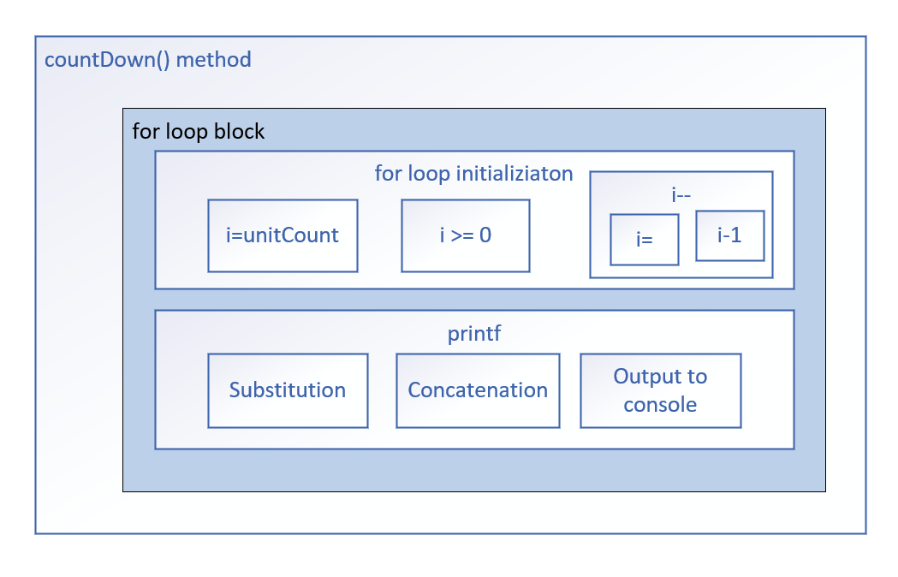 countDown() method
for loop block
for loop initializiaton
i=unitCount
i >= 0
i--
i=
i-1
printf
Substitution
Concatenation
Output to
console